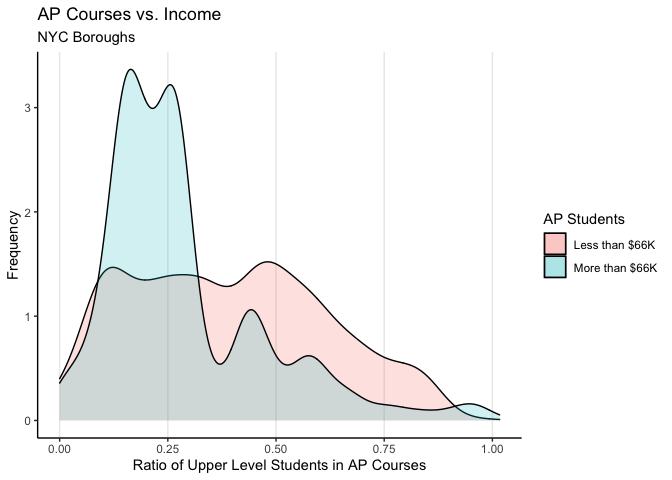 AP Courses vs. Income
NYC Boroughs
Frequency
3
2
1
0
0.00 0.25 0.50 0.75 1.00
Ratio of Upper Level Students in AP Courses
AP Students
Less than $66K
More than $66K